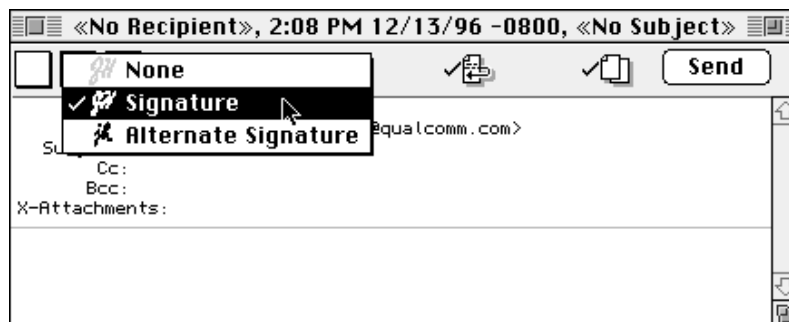 «No Recipient», 2:08 PM 12/13/96 -0800, «No Subject»
None
Signature
Alternate Signature
Send
@qualcomm.com>
Cc:
Bcc:
X-Attachments: